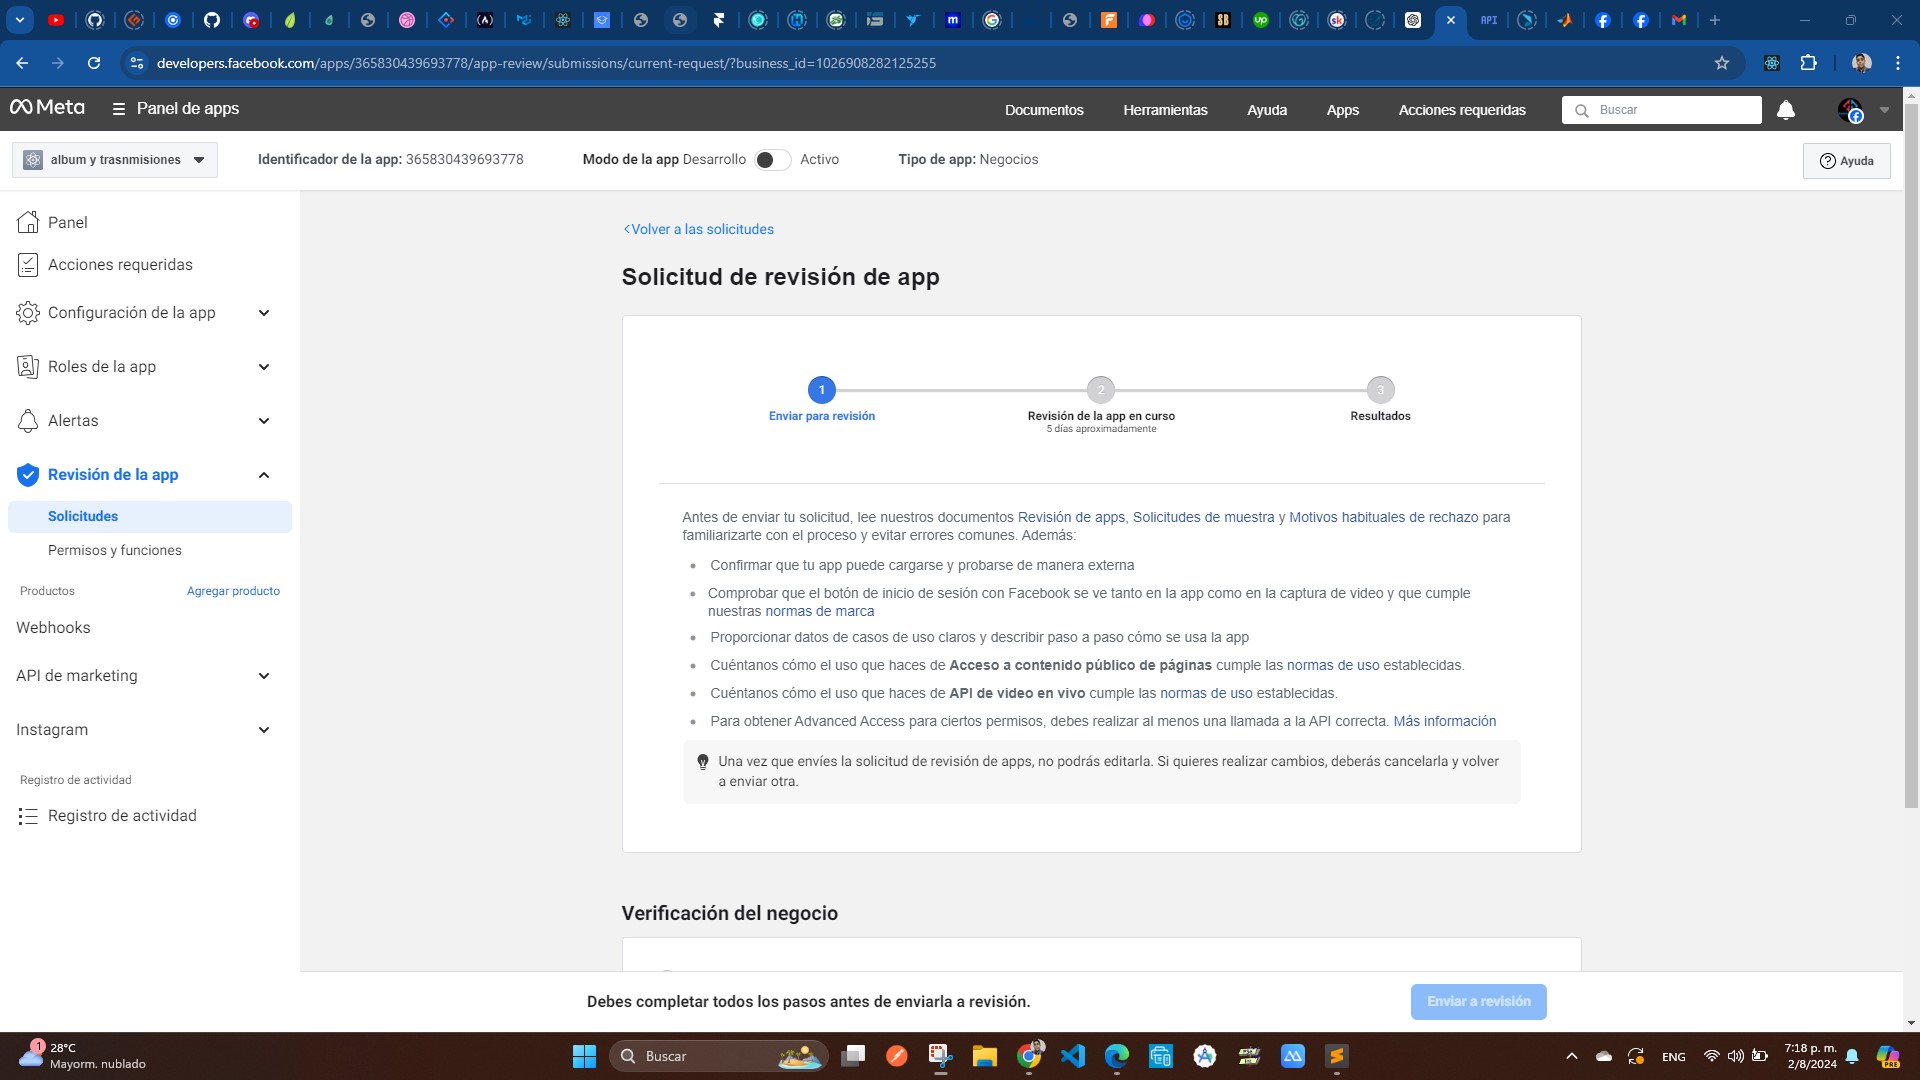 developers.facebook.com/apps/365830439693778/app-review/submissions/current-request/?business_id=1026908282125255
Meta
Panel de apps
Documentos
Herramientas
Ayuda
Apps
Acciones requeridas
Buscar
album y trasnmisiones
Identificador de la app: 365830439693778
Modo de la app Desarrollo
Activo
Tipo de app: Negocios
Ayuda
Panel
Acciones requeridas
Configuración de la app
Roles de la app
Alertas
Revisión de la app
Solicitudes
Permisos y funciones
Productos
Agregar producto
Webhooks
API de marketing
Instagram
Registro de actividad
Registro de actividad
Volver a las solicitudes
Solicitud de revisión de app
1
2
3
Enviar para revisión
Revisión de la app en curso
5 días aproximadamente
Resultados
Antes de enviar tu solicitud, lee nuestros documentos Revisión de apps, Solicitudes de muestra y Motivos habituales de rechazo para
familiarizarte con el proceso y evitar errores comunes. Además:
Confirmar que tu app puede cargarse y probarse de manera externa
Comprobar que el botón de inicio de sesión con Facebook se ve tanto en la app como en la captura de video y que cumple
nuestras normas de marca
Proporcionar datos de casos de uso claros y describir paso a paso cómo se usa la app
Cuéntanos cómo el uso que haces de Acceso a contenido público de páginas cumple las normas de uso establecidas.
Cuéntanos cómo el uso que haces de API de video en vivo cumple las normas de uso establecidas.
Para obtener Advanced Access para ciertos permisos, debes realizar al menos una llamada a la API correcta. Más información
Una vez que envíes la solicitud de revisión de apps, no podrás editarla. Si quieres realizar cambios, deberás cancelarla y volver
a enviar otra.
Verificación del negocio
Debes completar todos los pasos antes de enviarla a revisión.
Enviar a revisión
1
28°C
Mayorm. nublado
Buscar
ENG
7:18 p. m.
2/8/2024